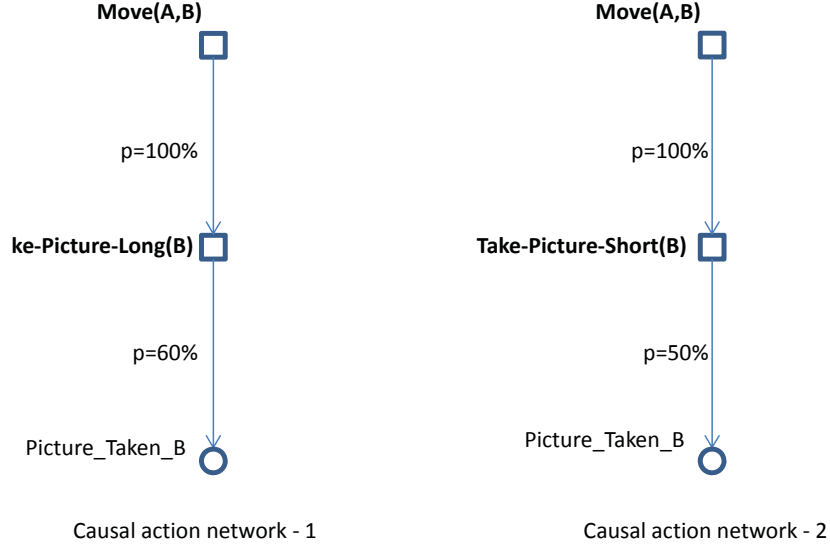 Move(A,B)
Move(A,B)
p=100%
p=100%
ke-Picture-Long(B)
Take-Picture-Short(B)
p=60%
p=50%
Picture_Taken_B
Picture_Taken_B
Causal action network - 1
Causal action network - 2